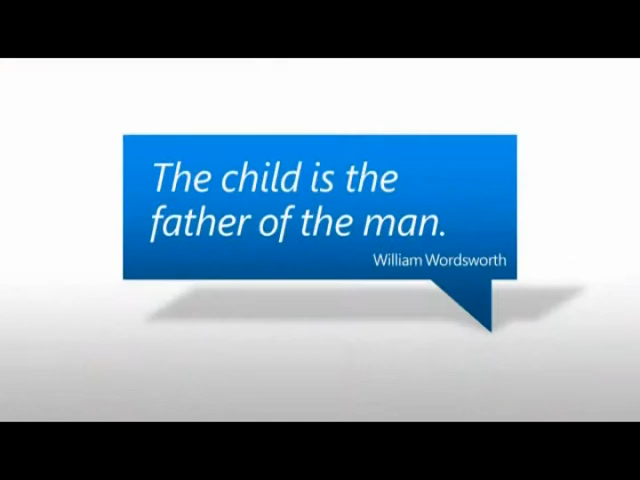 The child is the
father of the man.
William Wordsworth